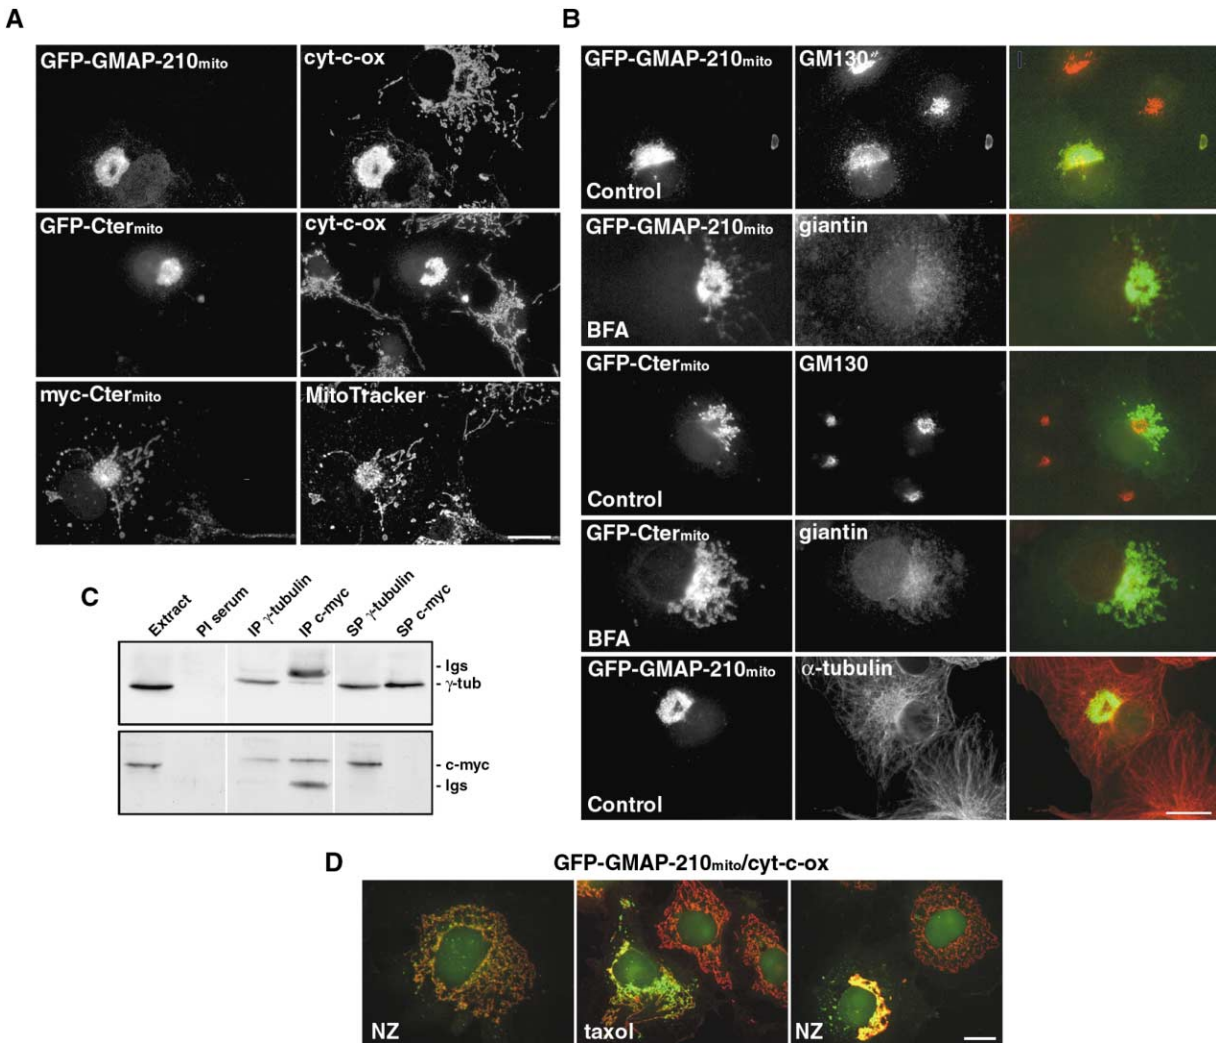 A
B
GFP-GMAP-210mito
cyt-c-ox
GFP-Ctermito
cyt-c-ox
myc-Ctermito
MitoTracker
GFP-GMAP-210mito
GM130
Control
GFP-GMAP-210mito
giantin
BFA
GFP-Ctermito
GM130
Control
GFP-Ctermito
giantin
BFA
GFP-GMAP-210mito
α-tubulin
Control
C
Extract
PI serum
IP γ-tubulin
IP c-myc
SP γ-tubulin
SP c-myc
- Igs
- γ-tub
- c-myc
- Igs
D
GFP-GMAP-210mito/cyt-c-ox
NZ
taxol
NZ